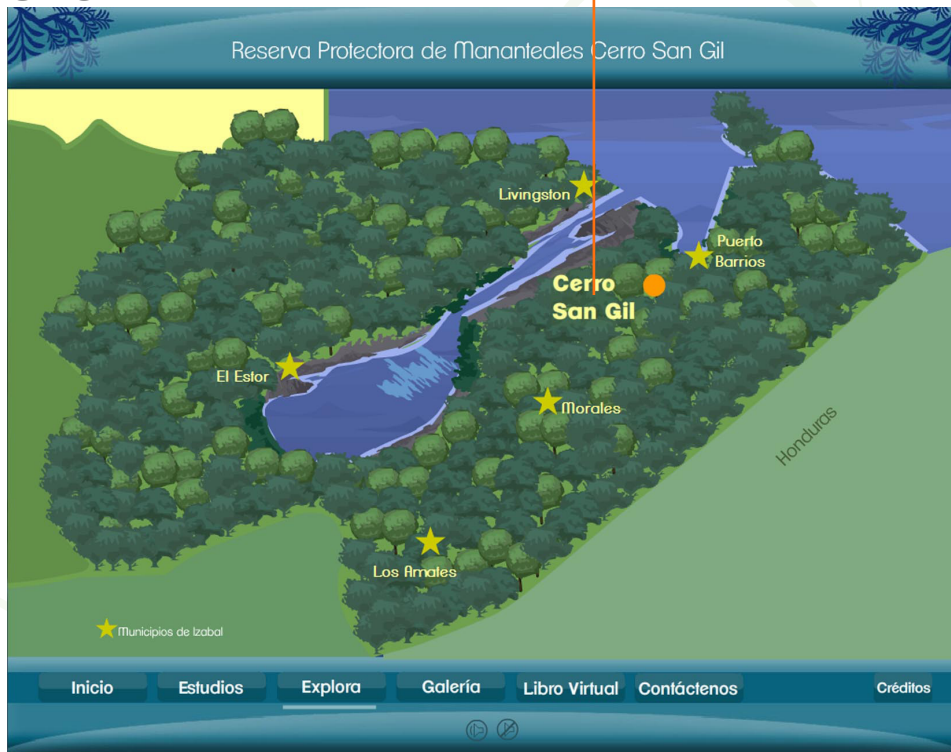 Reserva Protectora de Mananteales Cerro San Gil
Livingston
Puerto
Barrios
Cerro
San Gil
El Estor
Morales
Honduras
Los Amates
Municipios de Izabal
Inicio
Estudios
Explora
Galería
Libro Virtual
Contáctenos
Créditos